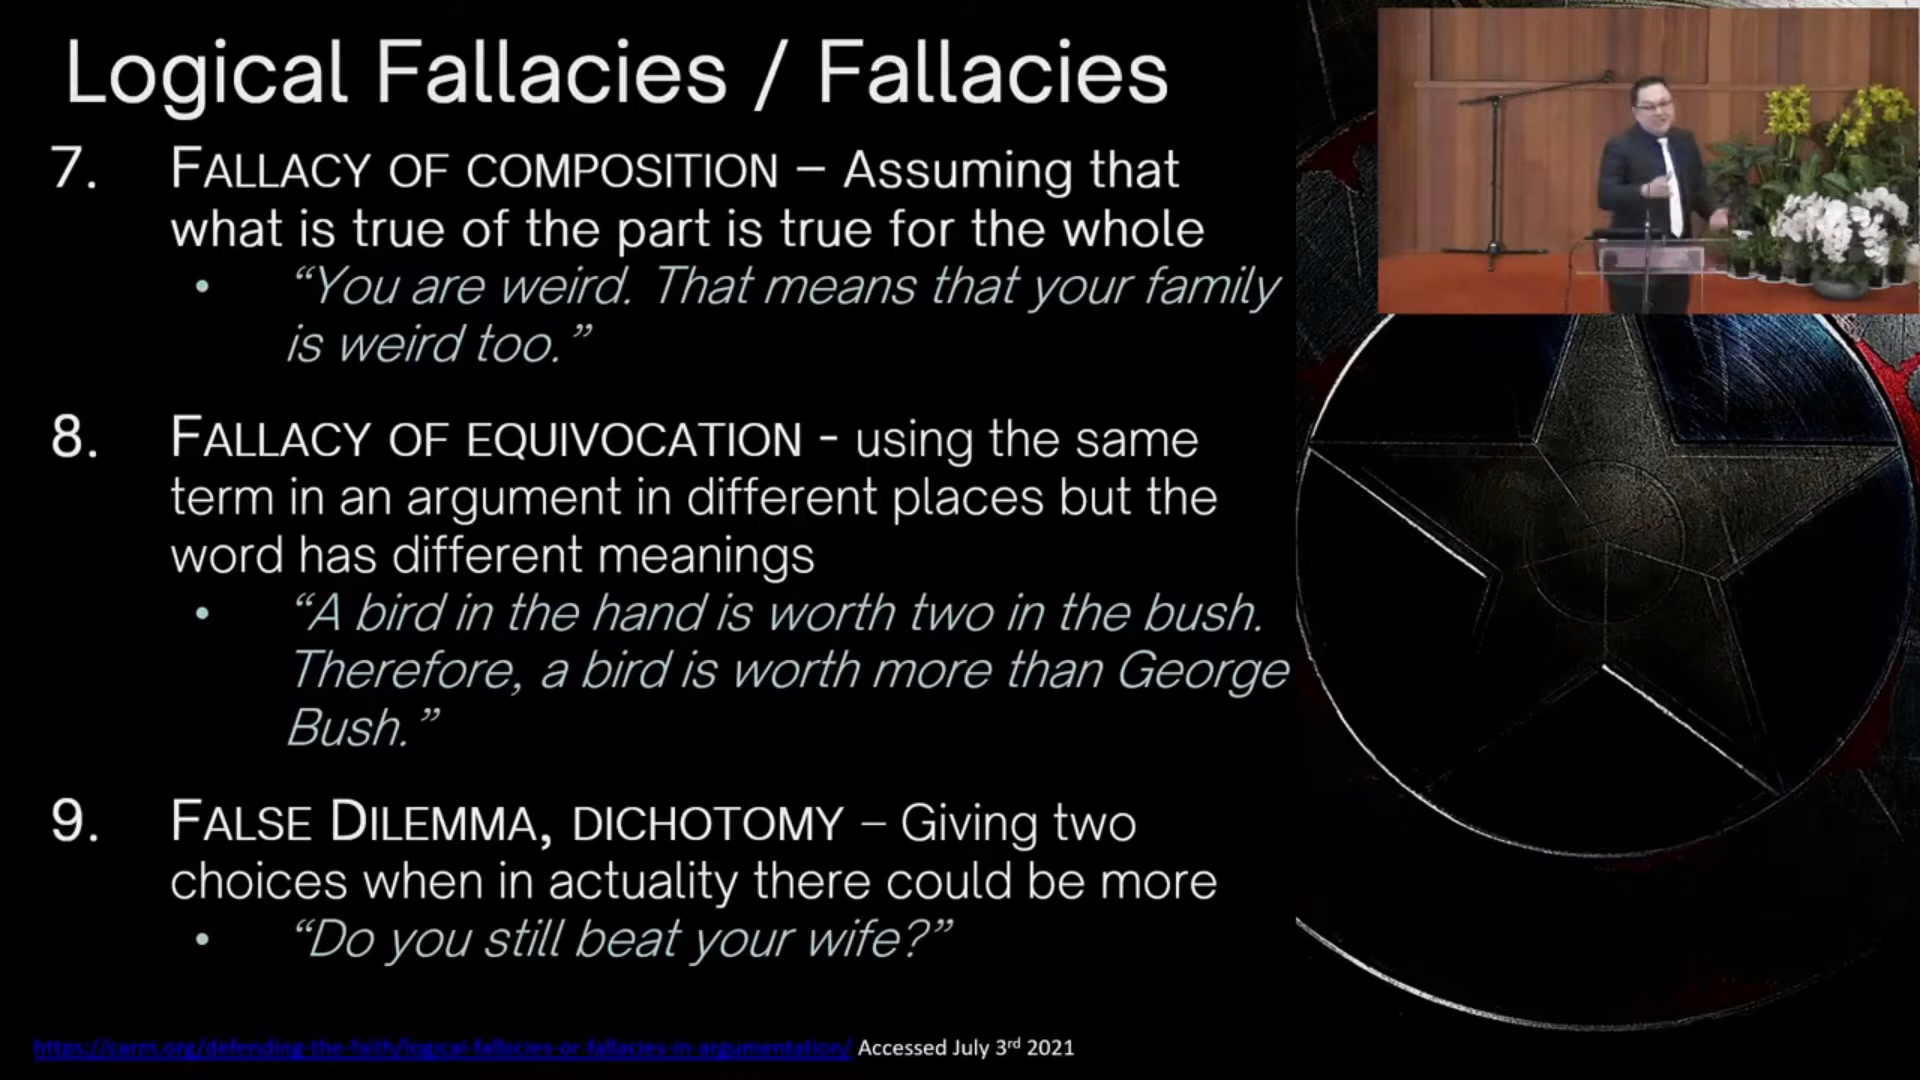 Logical Fallacies / Fallacies
7. FALLACY OF COMPOSITION – Assuming that
what is true of the part is true for the whole
• “You are weird. That means that your family
is weird too.”
8. FALLACY OF EQUIVOCATION - using the same
term in an argument in different places but the
word has different meanings
• “A bird in the hand is worth two in the bush.
Therefore, a bird is worth more than George
Bush.”
9. FALSE DILEMMA, DICHOTOMY – Giving two
choices when in actuality there could be more
• “Do you still beat your wife?”
https://carm.org/defending-the-faith/logical-fallacies-or-fallacies-in-argumentation/ Accessed July 3rd 2021